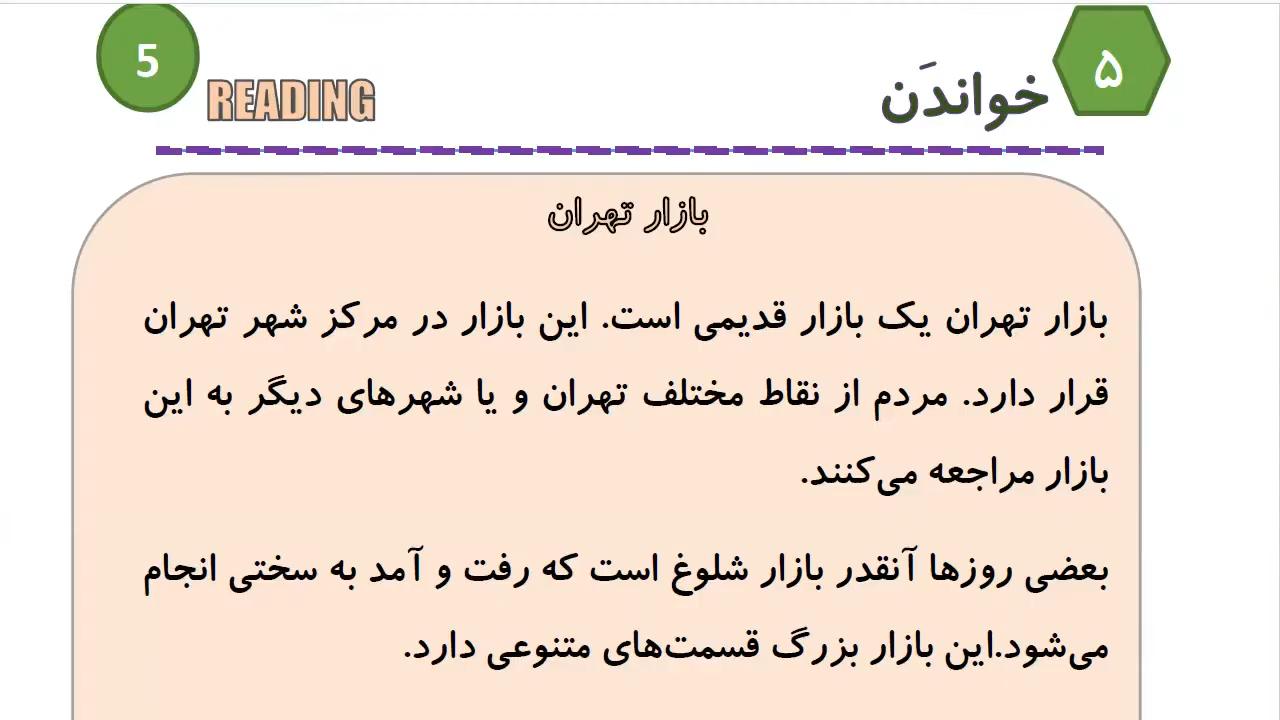 ۵
خواندَن
READING
5
بازار تهران
بازار تهران یک بازار قدیمی است. این بازار در مرکز شهر تهران
قرار دارد. مردم از نقاط مختلف تهران و یا شهرهای دیگر به این
بازار مراجعه می‌کنند.
بعضی روزها آنقدر بازار شلوغ است که رفت و آمد به سختی انجام
می‌شود.این بازار بزرگ قسمت‌های متنوعی دارد.